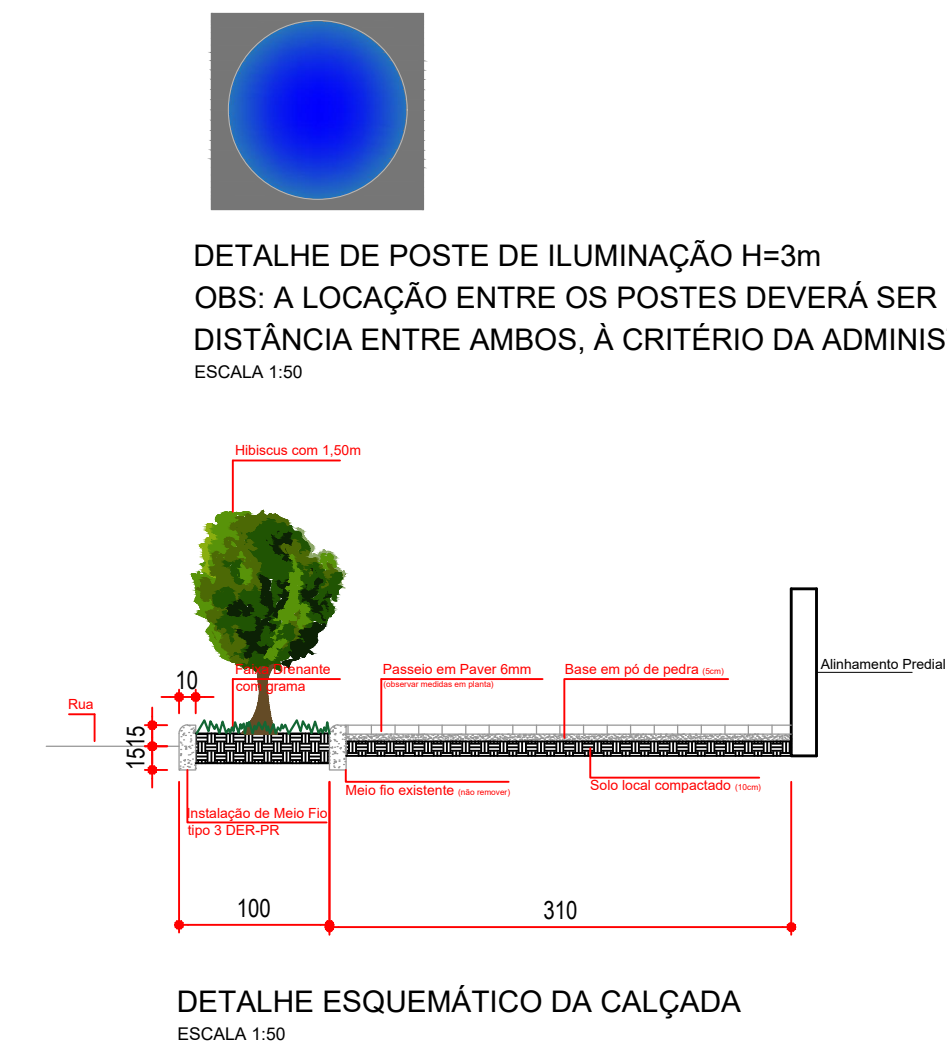 DETALHE DE POSTE DE ILUMINAÇÃO H=3m
OBS: A LOCAÇÃO ENTRE OS POSTES DEVERÁ SER
DISTÂNCIA ENTRE AMBOS, À CRITÉRIO DA ADMINIS
ESCALA 1:50
Hibiscus com 1,50m
Faixa Drenante
com grama
Passeio em Paver 6mm
(observar medidas em planta)
Base em pó de pedra (5cm)
Alinhamento Predial
10
Rua
15
15
Meio fio existente (não remover)
Solo local compactado (10cm)
Instalação de Meio Fio
tipo 3 DER-PR
100
310
DETALHE ESQUEMÁTICO DA CALÇADA
ESCALA 1:50